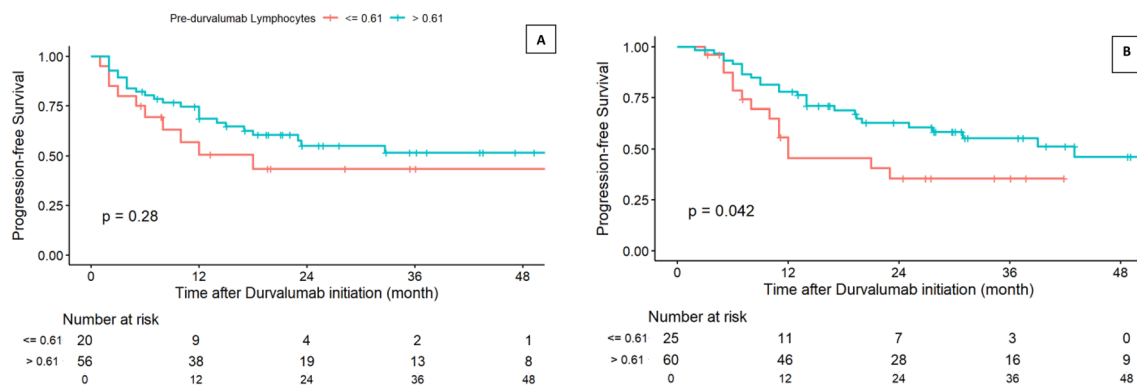 Pre-durvalumab Lymphocytes <= 0.61 > 0.61
A
Progression-free Survival
1.00
0.75
0.50
0.25
0.00
p = 0.28
0 12 24 36 48
Time after Durvalumab initiation (month)
Number at risk
<= 0.61 20 9 4 2 1
> 0.61 56 38 19 13 8
0 12 24 36 48
B
Progression-free Survival
1.00
0.75
0.50
0.25
0.00
p = 0.042
0 12 24 36 48
Time after Durvalumab initiation (month)
Number at risk
<= 0.61 25 11 7 3 0
> 0.61 60 46 28 16 9
0 12 24 36 48